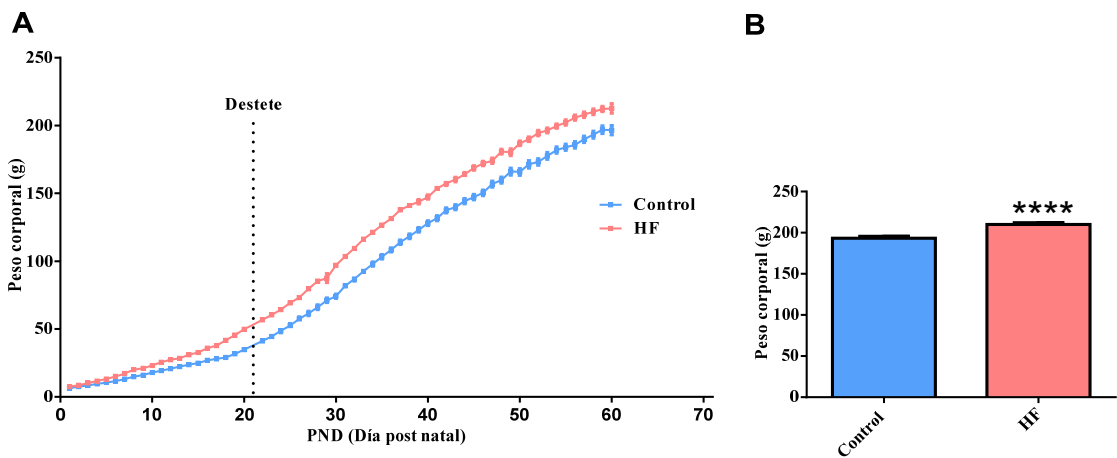 A
B
250
200
150
100
50
0
Peso corporal (g)
Destete
Control
HF
0
10
20
30
40
50
60
70
PND (Día post natal)
250
200
150
100
50
0
Peso corporal (g)
****
Control
HF